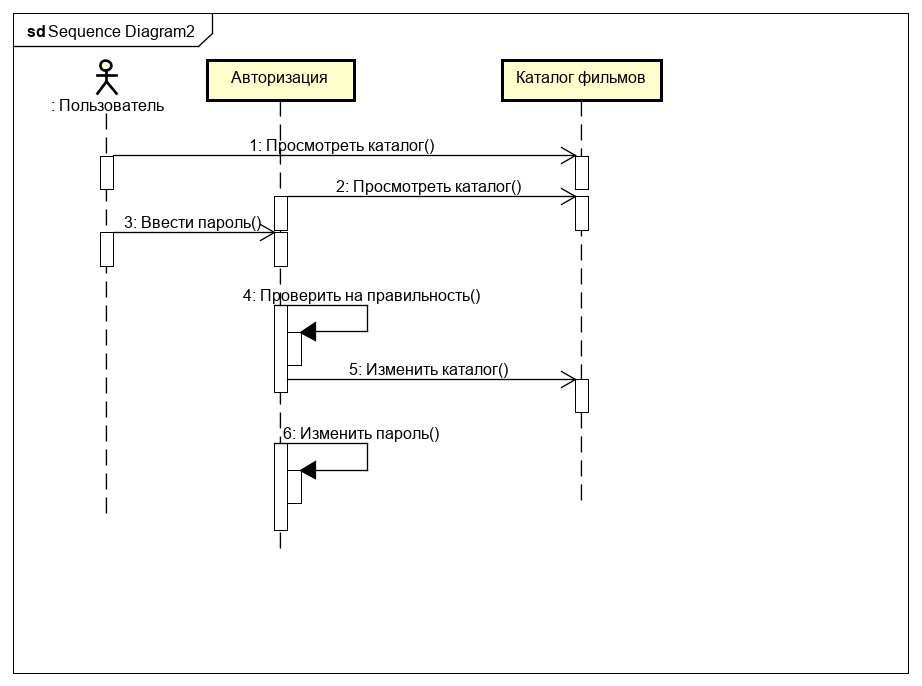 sd Sequence Diagram2
: Пользователь
Авторизация
Каталог фильмов
1: Просмотреть каталог()
2: Просмотреть каталог()
3: Ввести пароль()
4: Проверить на правильность()
5: Изменить каталог()
6: Изменить пароль()